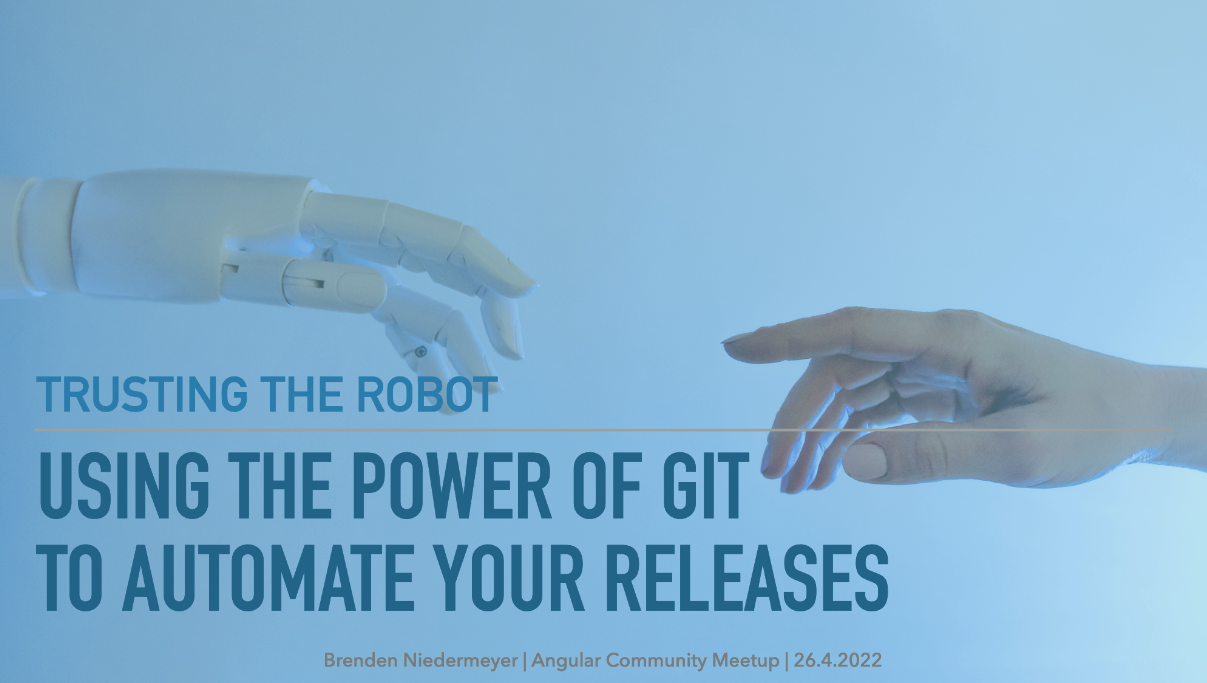 TRUSTING THE ROBOT
USING THE POWER OF GIT
TO AUTOMATE YOUR RELEASES
Brenden Niedermeyer | Angular Community Meetup | 26.4.2022